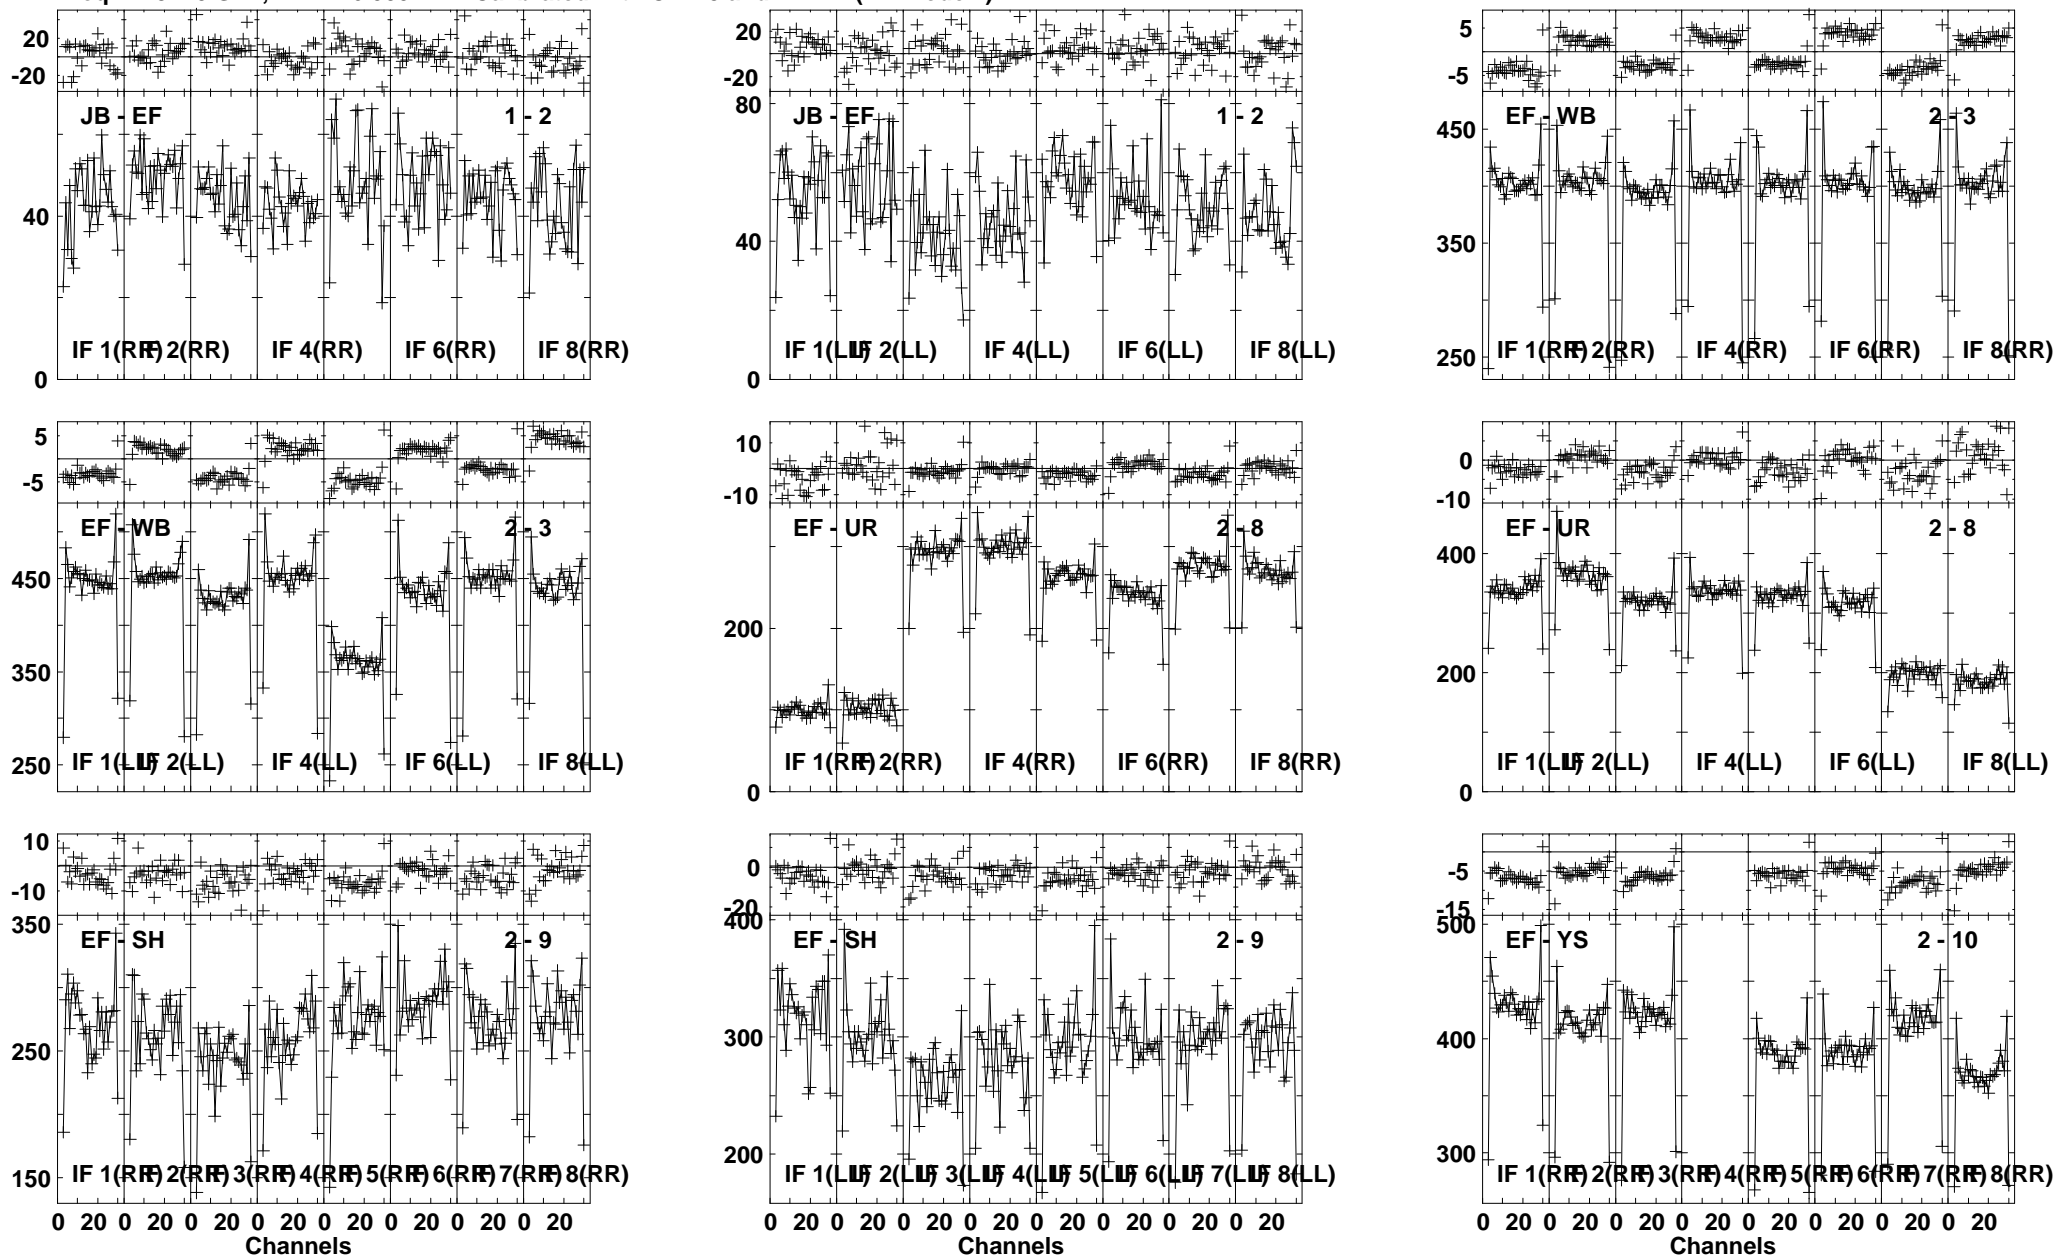 20
-20
JB - EF 1 - 2
40
0
IF 1(RR) IF 2(RR) IF 4(RR) IF 6(RR) IF 8(RR)
20
-20
80
JB - EF 1 - 2
40
0
IF 1(LL) IF 2(LL) IF 4(LL) IF 6(LL) IF 8(LL)
5
-5
450
EF - WB 2 - 3
350
250
IF 1(RR) IF 2(RR) IF 4(RR) IF 6(RR) IF 8(RR)
5
-5
EF - WB 2 - 3
450
350
250
IF 1(LL) IF 2(LL) IF 4(LL) IF 6(LL) IF 8(LL)
10
-10
EF - UR 2 - 8
200
0
IF 1(RR) IF 2(RR) IF 4(RR) IF 6(RR) IF 8(RR)
0
-10
EF - UR 2 - 8
400
200
0
IF 1(LL) IF 2(LL) IF 4(LL) IF 6(LL) IF 8(LL)
10
-10
350
EF - SH 2 - 9
250
150
IF 1(RR) IF 2(RR) IF 3(RR) IF 4(RR) IF 5(RR) IF 6(RR) IF 7(RR) IF 8(RR)
0 20 0 20 0 20 0 20 0 20 0 20 0 20 0 20
Channels
0
-20
400
EF - SH 2 - 9
300
200
IF 1(LL) IF 2(LL) IF 3(LL) IF 4(LL) IF 5(LL) IF 6(LL) IF 7(LL) IF 8(LL)
0 20 0 20 0 20 0 20 0 20 0 20 0 20 0 20
Channels
-5
-15
500
EF - YS 2 - 10
400
300
IF 1(RR) IF 2(RR) IF 3(RR) IF 4(RR) IF 5(RR) IF 6(RR) IF 7(RR) IF 8(RR)
0 20 0 20 0 20 0 20 0 20 0 20 0 20 0 20
Channels